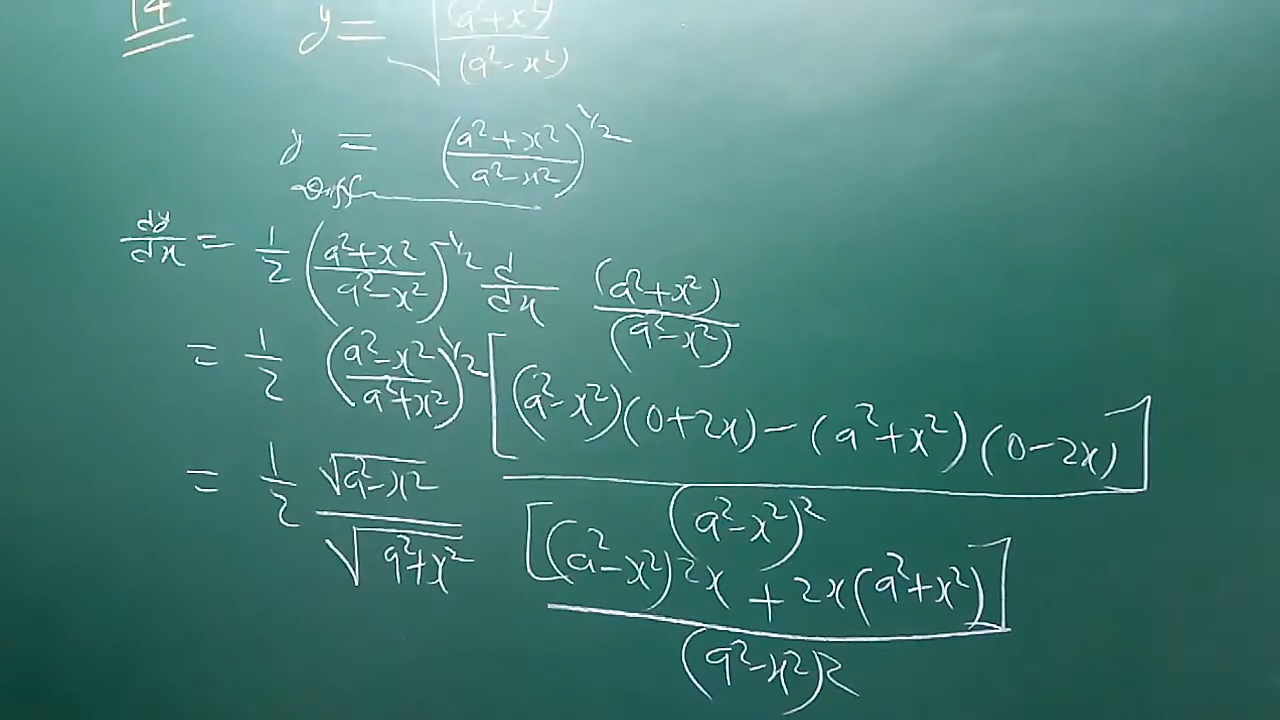 14
y = √((a²+x²)/(a²-x²))
y = ((a²+x²)/(a²-x²))^1/2
Diff
dy/dx = 1/2 ((a²+x²)/(a²-x²))^1/2 d/dx (a²+x²)/(a²-x²)
= 1/2 ((a²-x²)/(a²+x²))^1/2 [(a²-x²)(0+2x) - (a²+x²)(0-2x)]/(a²-x²)²
= 1/2 √(a²-x²)/√(a²+x²) [(a²-x²)2x + 2x(a²+x²)]/(a²-x²)²